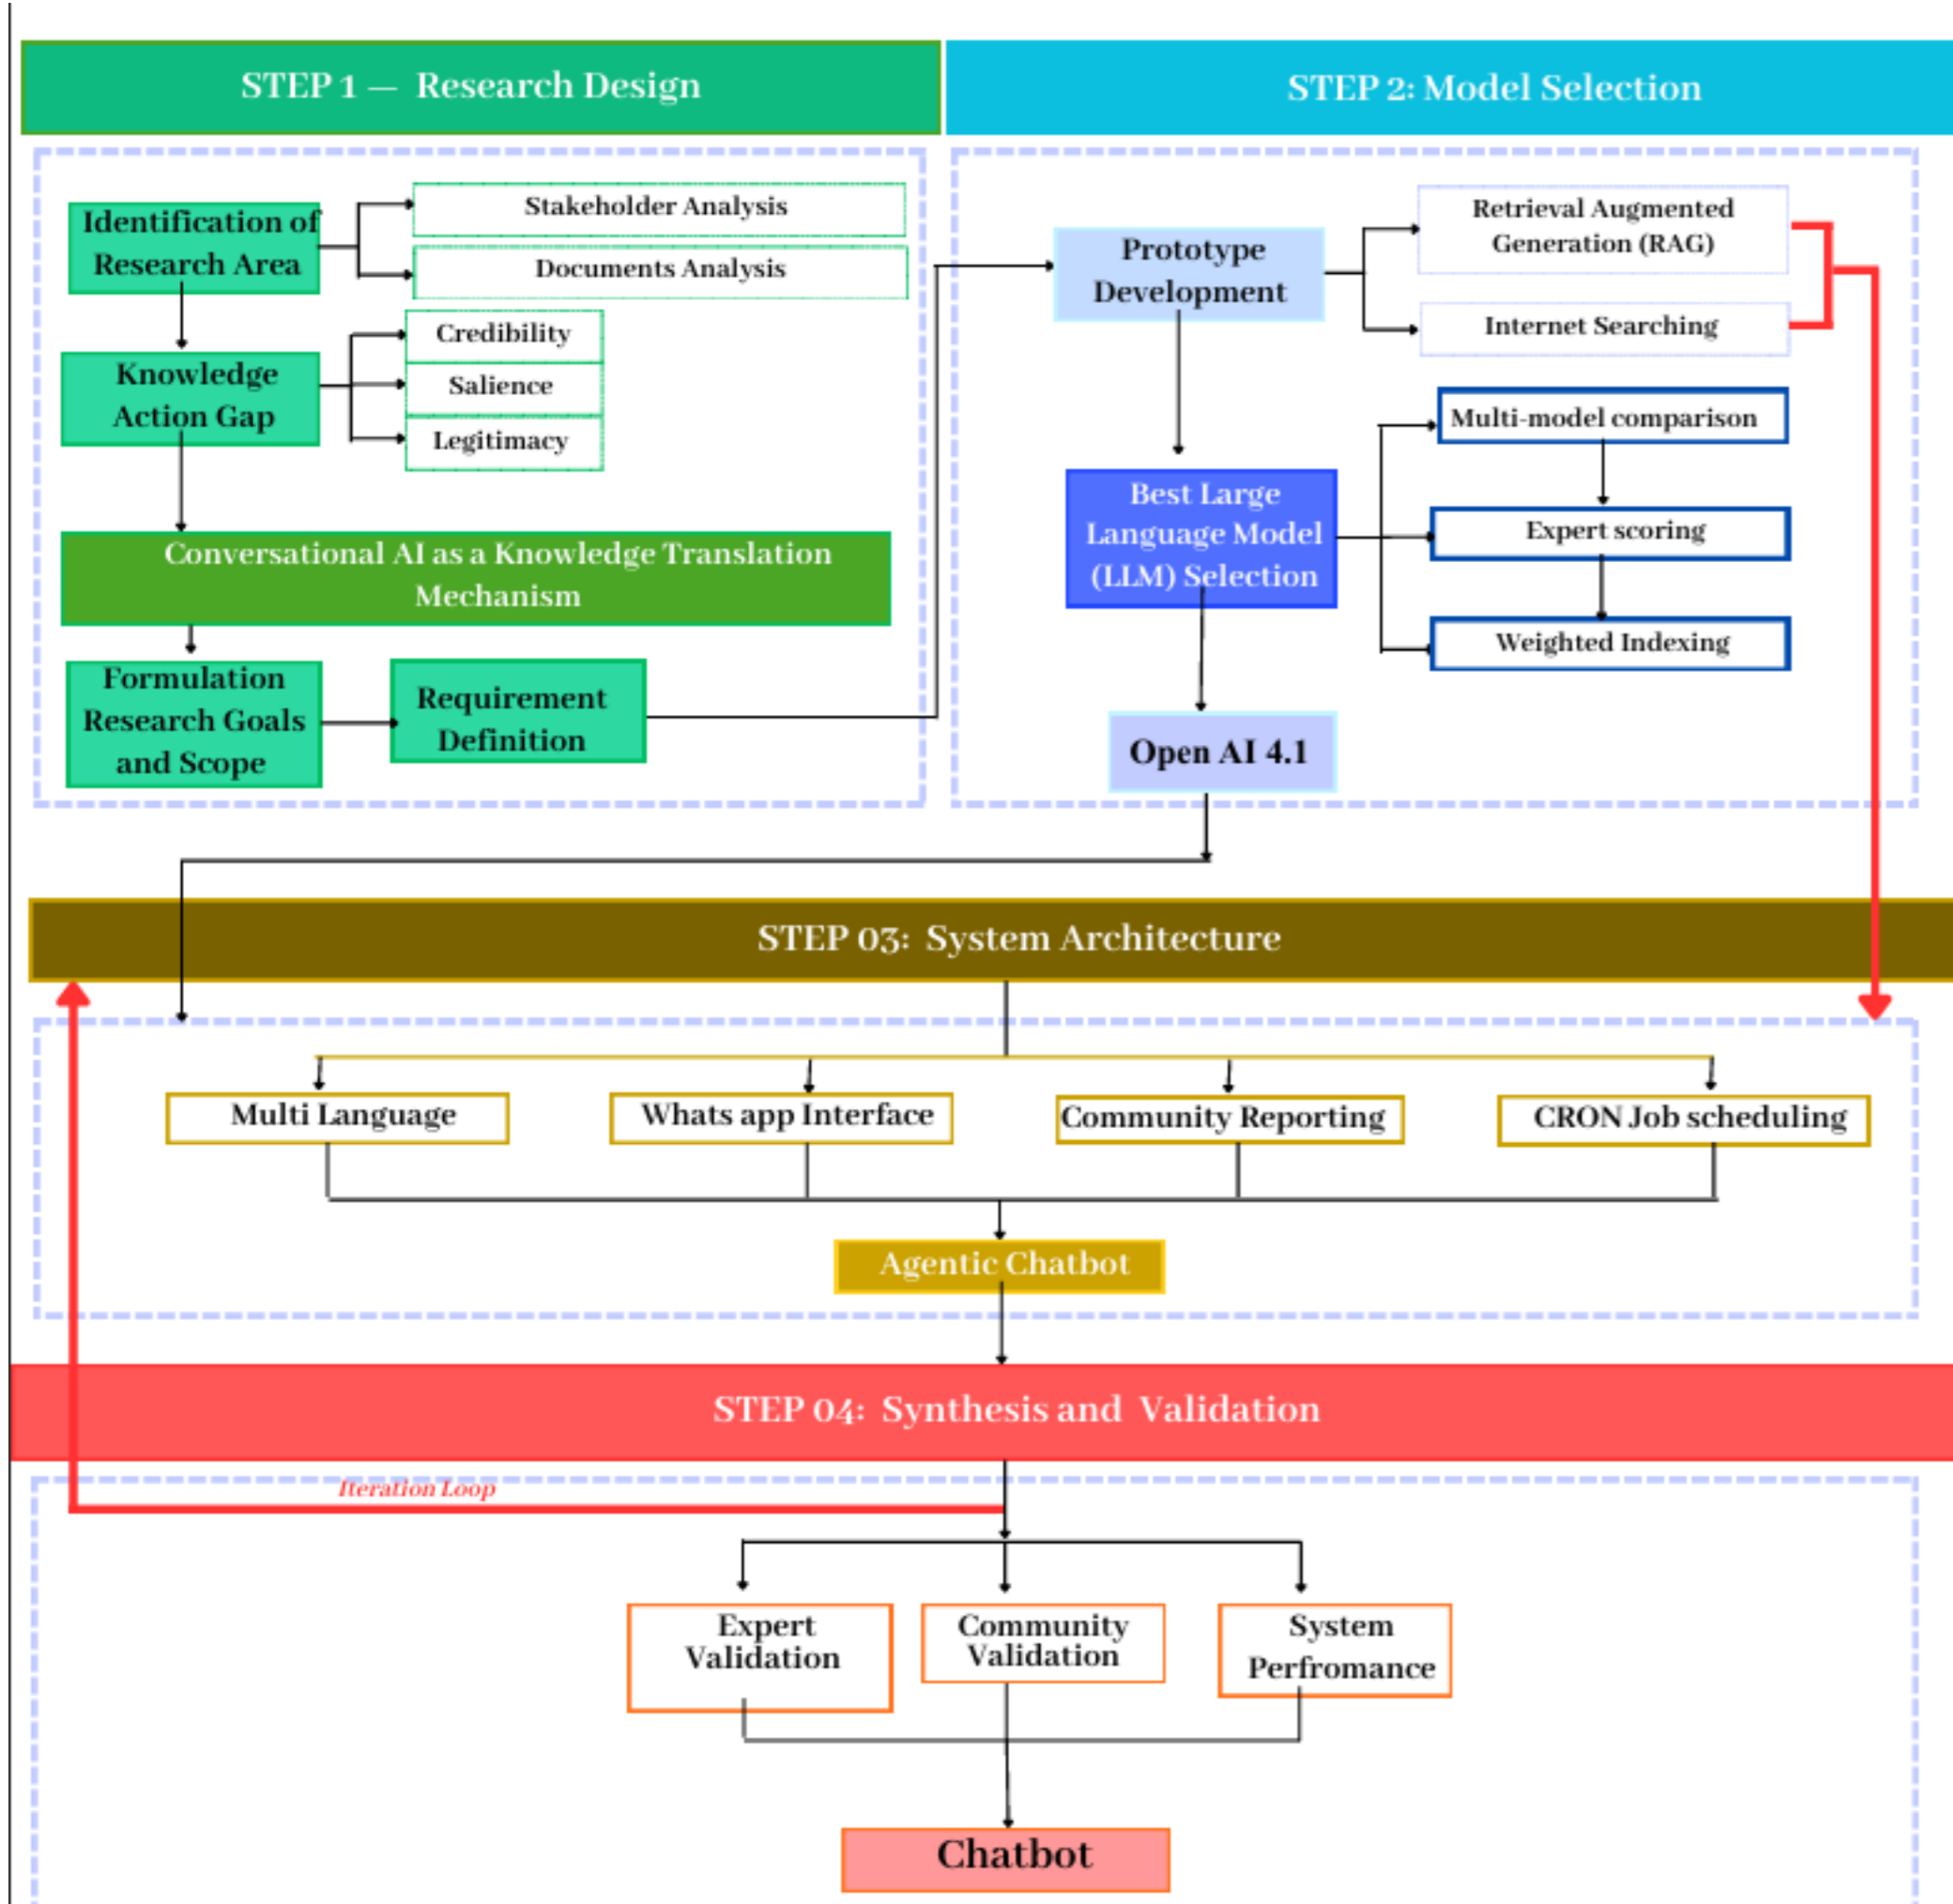 STEP 1 — Research Design
Identification of
Research Area
Stakeholder Analysis
Documents Analysis
Knowledge
Action Gap
Credibility
Salience
Legitimacy
Conversational AI as a Knowledge Translation
Mechanism
Formulation
Research Goals
and Scope
Requirement
Definition
STEP 2: Model Selection
Prototype
Development
Retrieval Augmented
Generation (RAG)
Internet Searching
Best Large
Language Model
(LLM) Selection
Multi-model comparison
Expert scoring
Weighted Indexing
Open AI 4.1
STEP 03: System Architecture
Multi Language
Whats app Interface
Community Reporting
CRON Job scheduling
Agentic Chatbot
STEP 04: Synthesis and Validation
Iteration Loop
Expert
Validation
Community
Validation
System
Perfromance
Chatbot